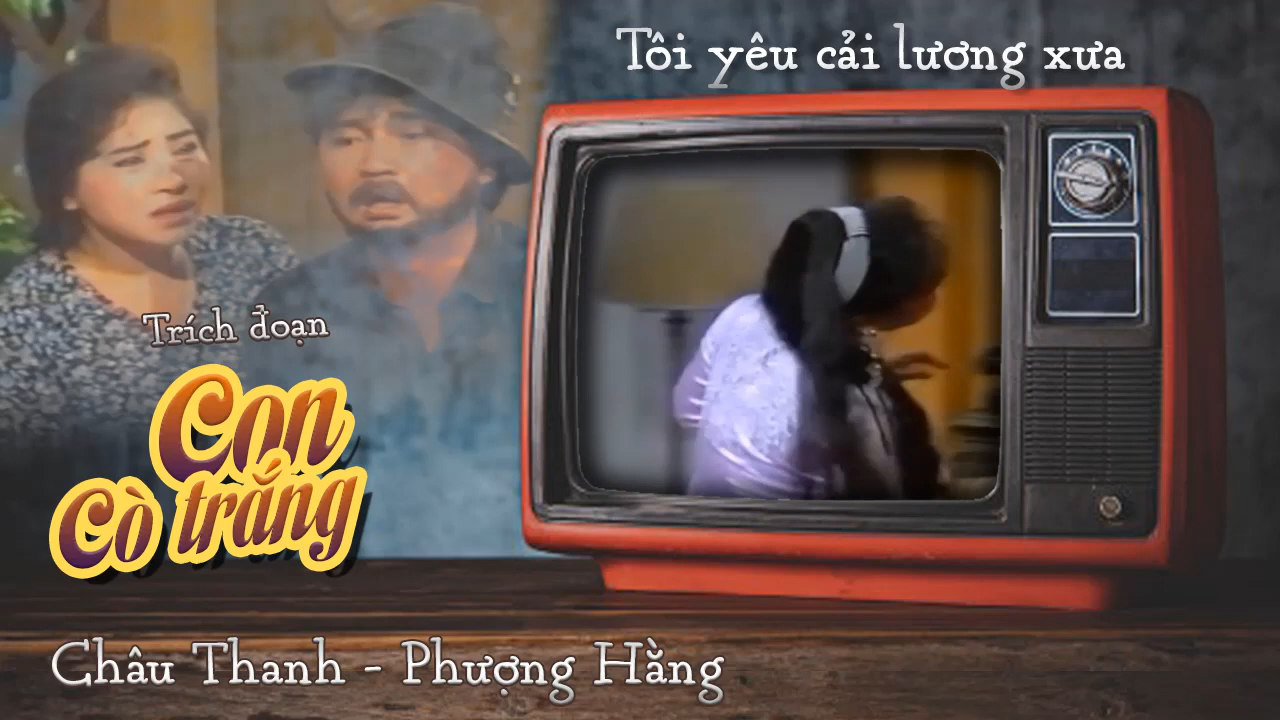 Tôi yêu cải lương xưa
Trích đoạn
Con
Cò trắng
Châu Thanh - Phượng Hằng